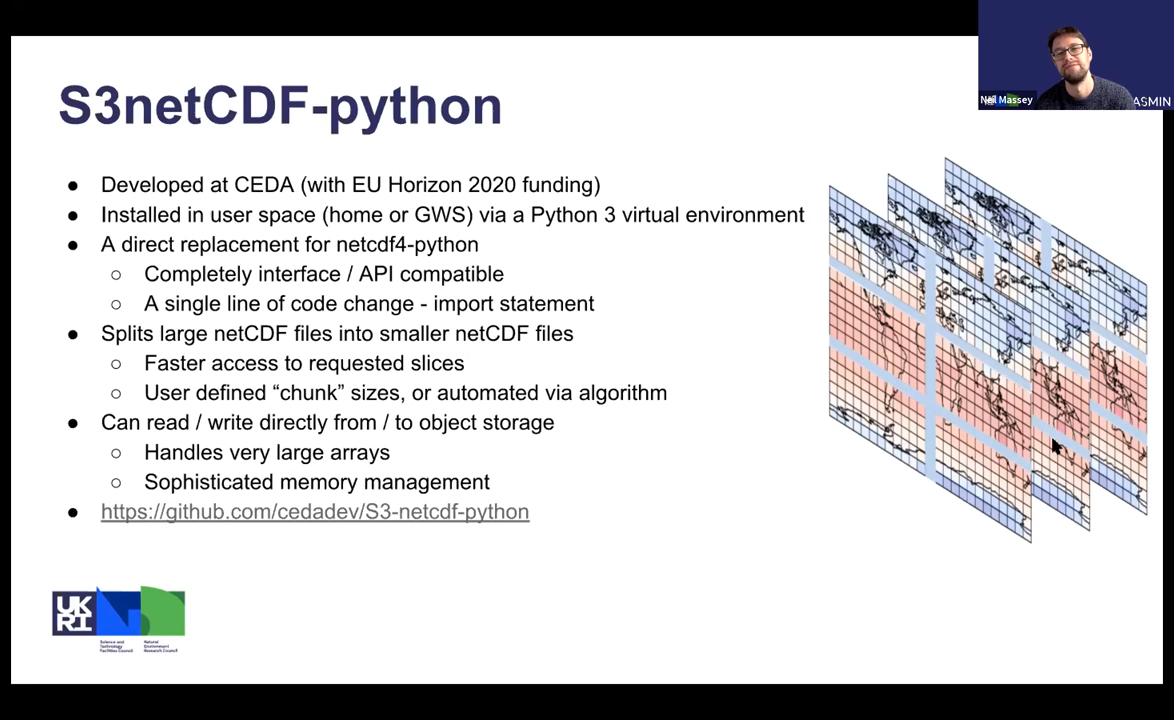 S3netCDF-python
● Developed at CEDA (with EU Horizon 2020 funding)
● Installed in user space (home or GWS) via a Python 3 virtual environment
● A direct replacement for netcdf4-python
○ Completely interface / API compatible
○ A single line of code change - import statement
● Splits large netCDF files into smaller netCDF files
○ Faster access to requested slices
○ User defined “chunk” sizes, or automated via algorithm
● Can read / write directly from / to object storage
○ Handles very large arrays
○ Sophisticated memory management
● https://github.com/cedadev/S3-netcdf-python
Neil Massey
ASMIN
UK
RI
Science and
Technology
Facilities Council
Natural
Environment
Research Council